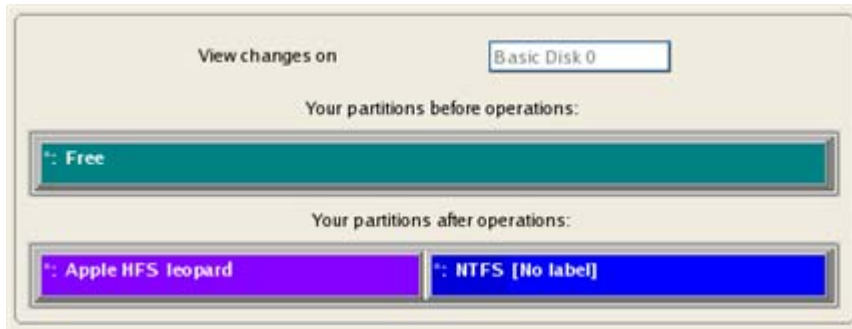 View changes on Basic Disk 0
Your partitions before operations:
*: Free
Your partitions after operations:
*: Apple HFS leopard *: NTFS [No label]